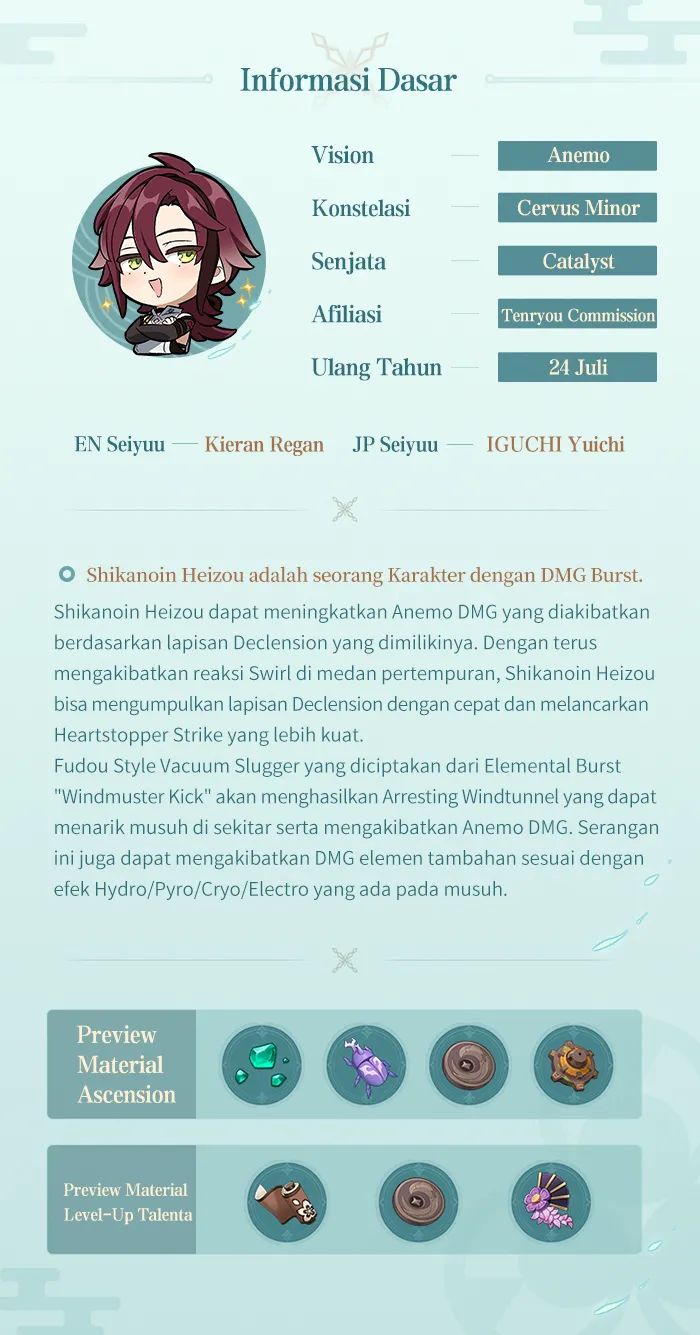 Informasi Dasar
Vision Anemo
Konstelasi Cervus Minor
Senjata Catalyst
Afiliasi Tenryou Commission
Ulang Tahun 24 Juli
EN Seiyuu Kieran Regan JP Seiyuu IGUCHI Yuichi
Shikanoin Heizou adalah seorang Karakter dengan DMG Burst.
Shikanoin Heizou dapat meningkatkan Anemo DMG yang diakibatkan
berdasarkan lapisan Declension yang dimilikinya. Dengan terus
mengakibatkan reaksi Swirl di medan pertempuran, Shikanoin Heizou
bisa mengumpulkan lapisan Declension dengan cepat dan melancarkan
Heartstopper Strike yang lebih kuat.
Fudou Style Vacuum Slugger yang diciptakan dari Elemental Burst
"Windmuster Kick" akan menghasilkan Arresting Windtunnel yang dapat
menarik musuh di sekitar serta mengakibatkan Anemo DMG. Serangan
ini juga dapat mengakibatkan DMG elemen tambahan sesuai dengan
efek Hydro/Pyro/Cryo/Electro yang ada pada musuh.
Preview
Material
Ascension
Preview Material
Level-Up Talenta